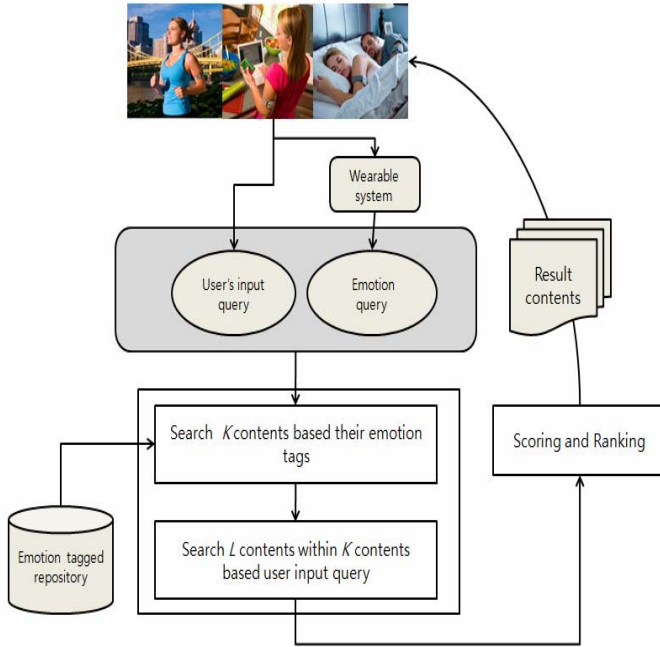 Wearable
system
User's input
query
Emotion
query
Result
contents
Search K contents based their emotion
tags
Scoring and Ranking
Emotion tagged
repository
Search L contents within K contents
based user input query